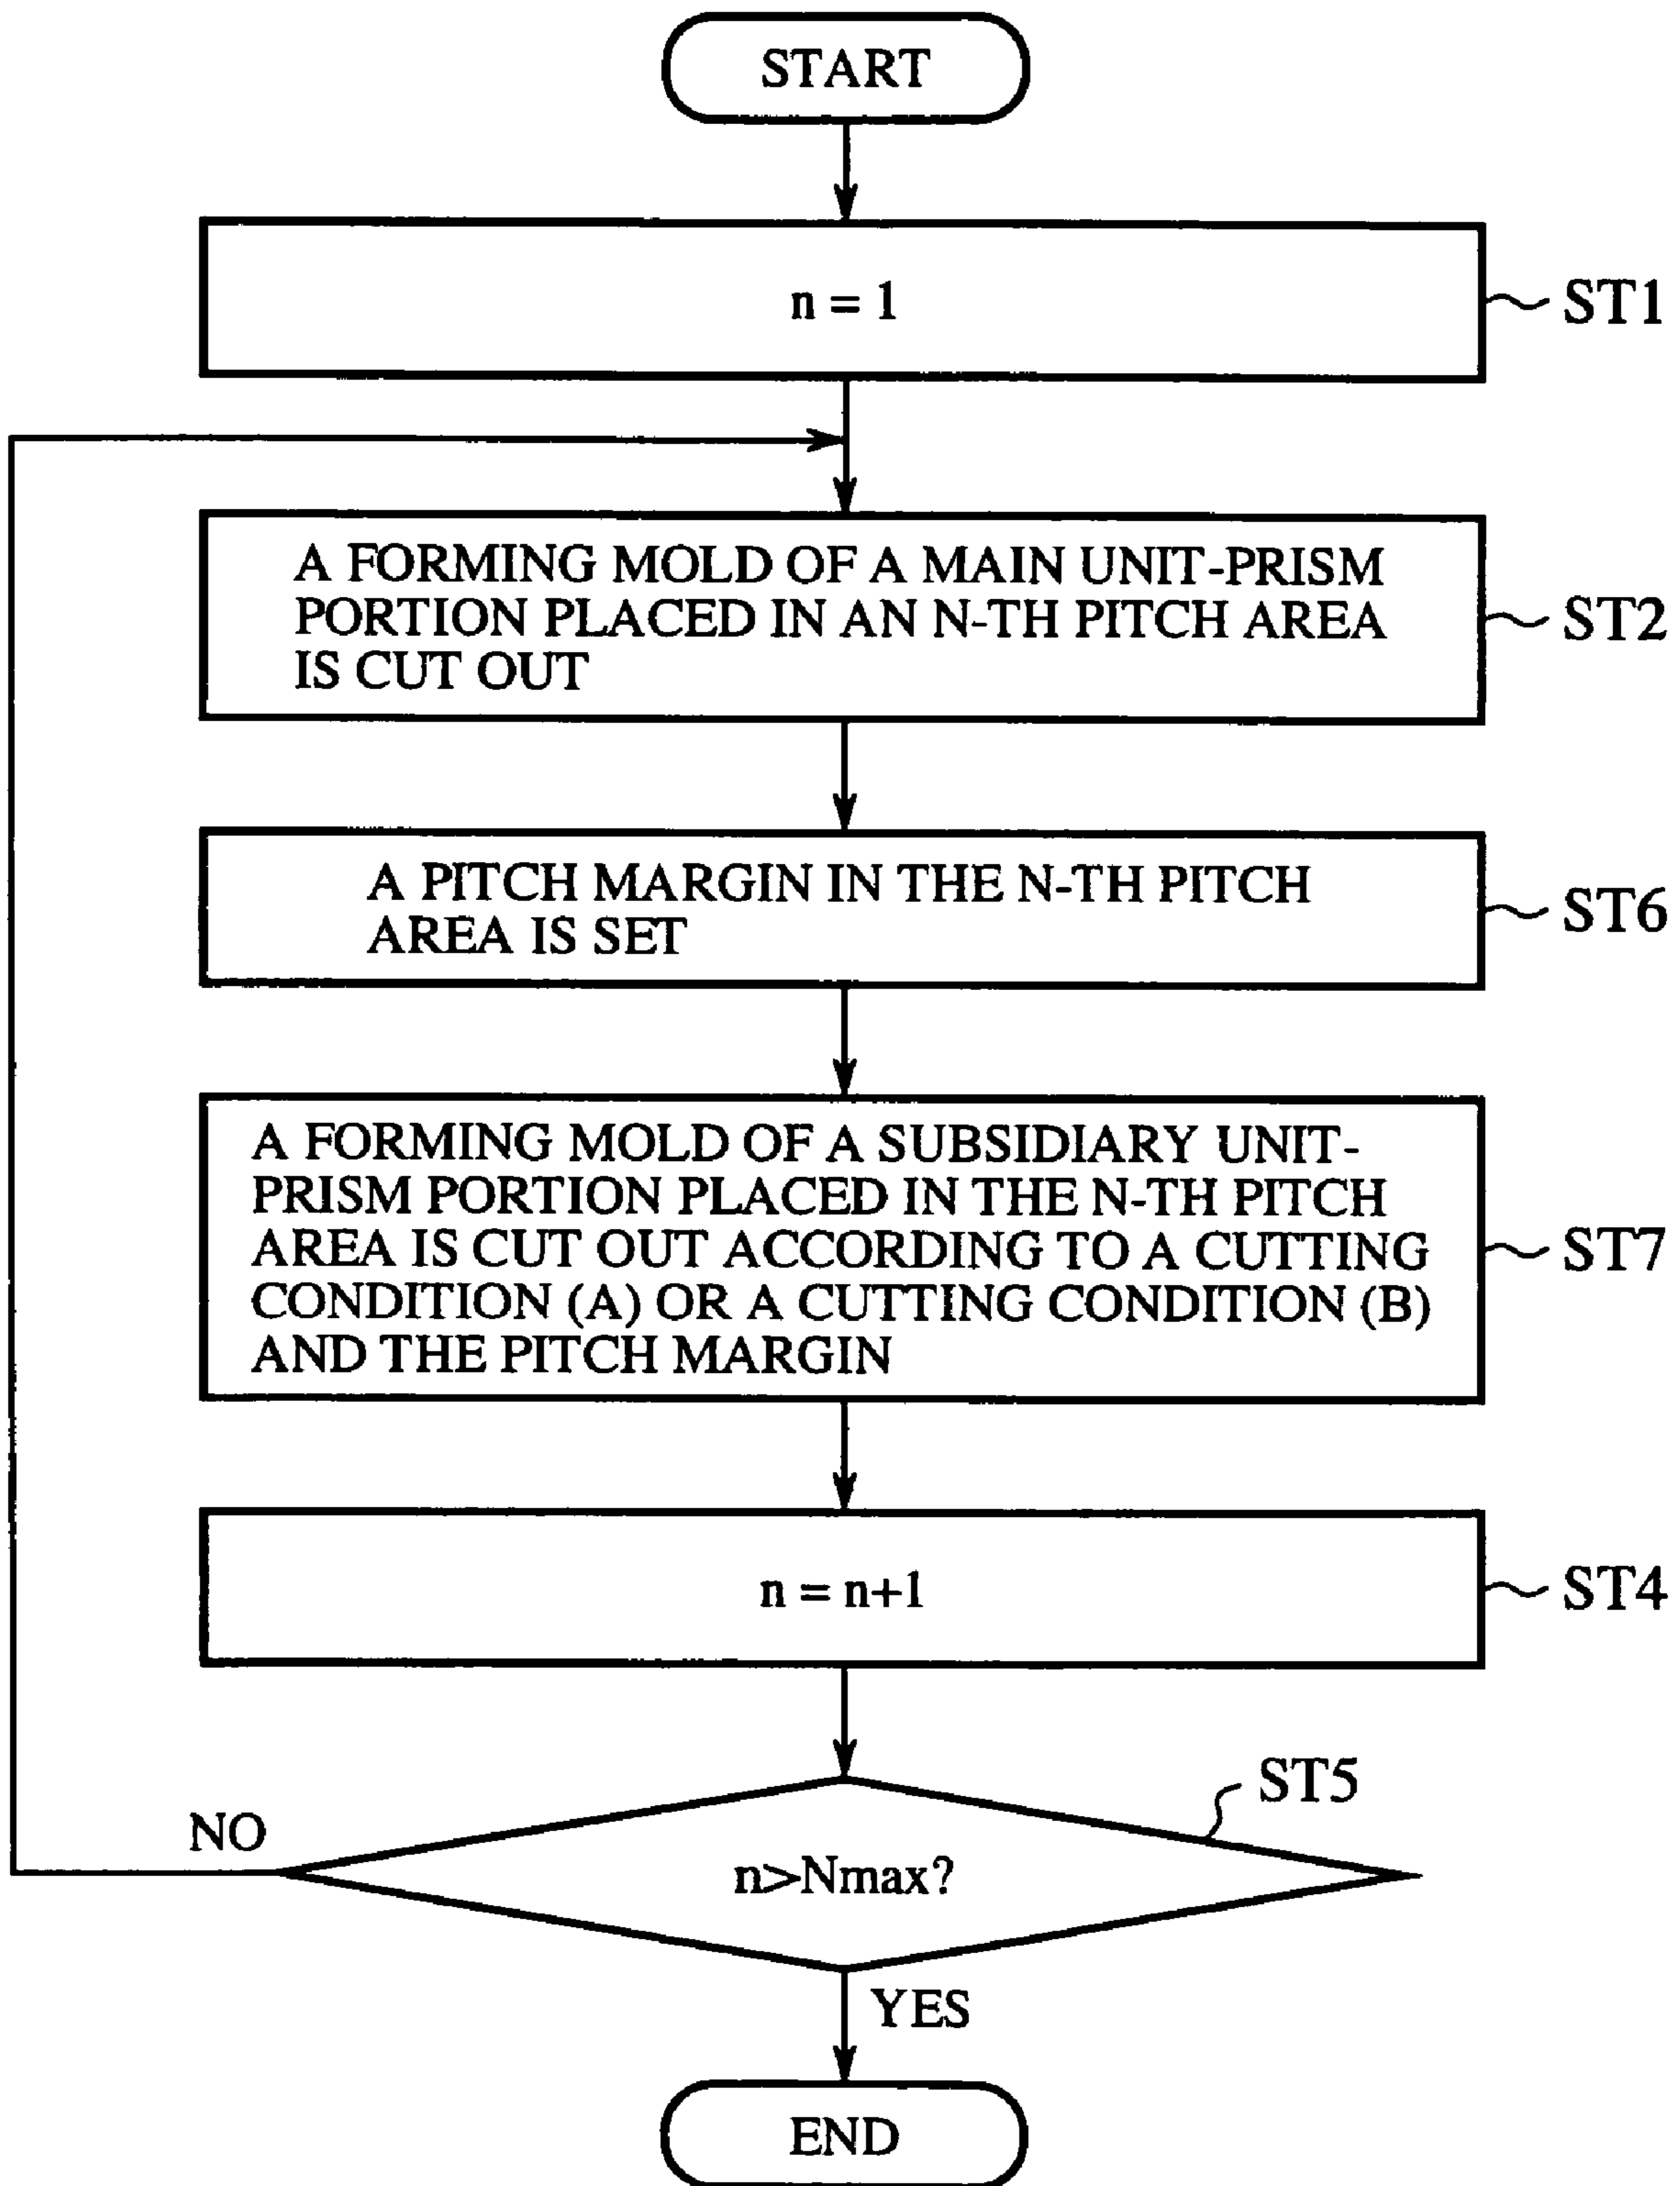 START
n = 1
ST1
A FORMING MOLD OF A MAIN UNIT-PRISM
PORTION PLACED IN AN N-TH PITCH AREA
IS CUT OUT
ST2
A PITCH MARGIN IN THE N-TH PITCH
AREA IS SET
ST6
A FORMING MOLD OF A SUBSIDIARY UNIT-
PRISM PORTION PLACED IN THE N-TH PITCH
AREA IS CUT OUT ACCORDING TO A CUTTING
CONDITION (A) OR A CUTTING CONDITION (B)
AND THE PITCH MARGIN
ST7
n = n+1
ST4
ST5
NO
n>Nmax?
YES
END